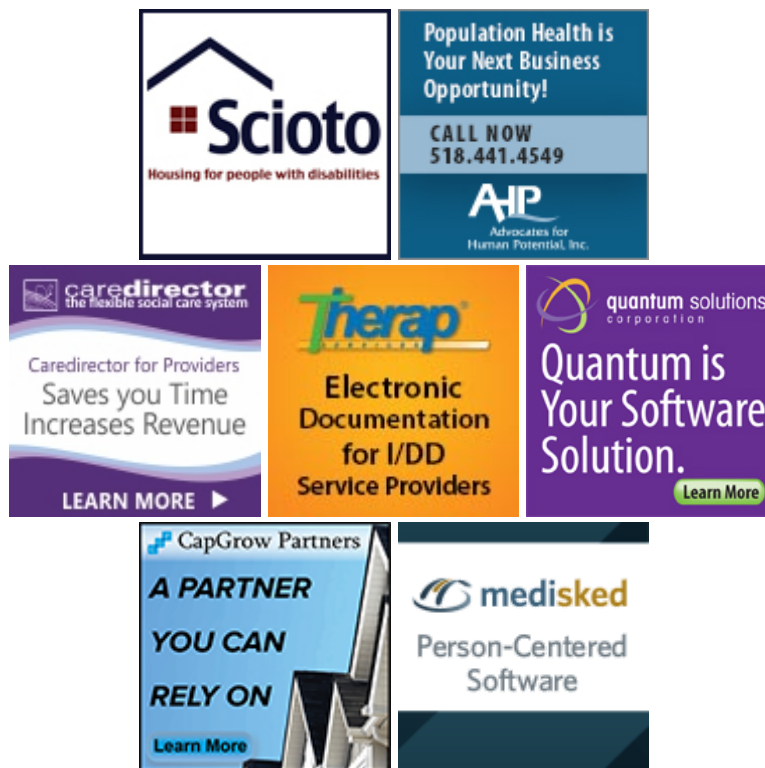 Scioto
Housing for people with disabilities
Population Health is
Your Next Business
Opportunity!
CALL NOW
518.441.4549
AHP
Advocates for
Human Potential, Inc.
caredirector
the flexible social care system
Caredirector for Providers
Saves you Time
Increases Revenue
LEARN MORE
Therap®
SERVICES
Electronic
Documentation
for I/DD
Service Providers
quantum solutions
corporation
Quantum is
Your Software
Solution.
Learn More
CapGrow Partners
A PARTNER
YOU CAN
RELY ON
Learn More
medisked
Person-Centered
Software